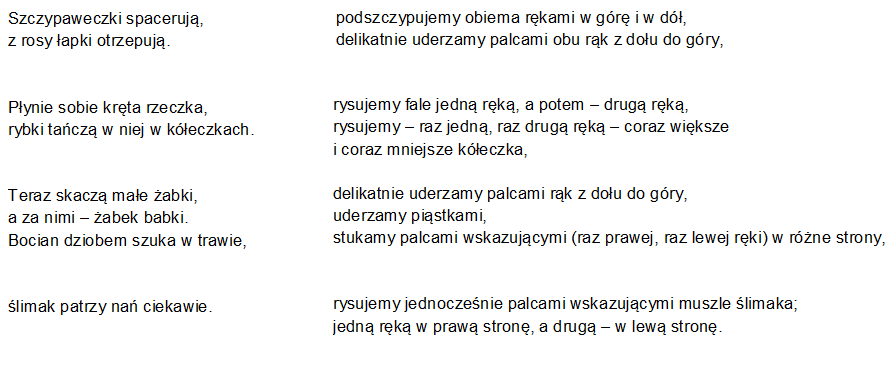 Szczypaweczki spacerują, podszczypujemy obiema rękami w górę i w dół,
z rosy łapki otrzepują. delikatnie uderzamy palcami obu rąk z dołu do góry,
Płynie sobie kręta rzeczka, rysujemy fale jedną ręką, a potem – drugą ręką,
rybki tańczą w niej w kółeczkach. rysujemy – raz jedną, raz drugą ręką – coraz większe
i coraz mniejsze kółeczka,
Teraz skaczą małe żabki, delikatnie uderzamy palcami rąk z dołu do góry,
a za nimi – żabek babki. uderzamy piąstkami,
Bocian dziobem szuka w trawie, stukamy palcami wskazującymi (raz prawej, raz lewej ręki) w różne strony,
ślimak patrzy nań ciekawie. rysujemy jednocześnie palcami wskazującymi muszle ślimaka;
jedną ręką w prawą stronę, a drugą – w lewą stronę.